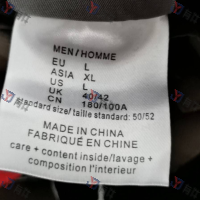 MEN/HOMME
EU L
ASIA XL
US L
UK 40/42
CN 180/100A
standard size/ standard taille: 50/52
MADE IN CHINA
FABRIQUÉ EN CHINE
care + content inside/lavage +
composition l'interieur